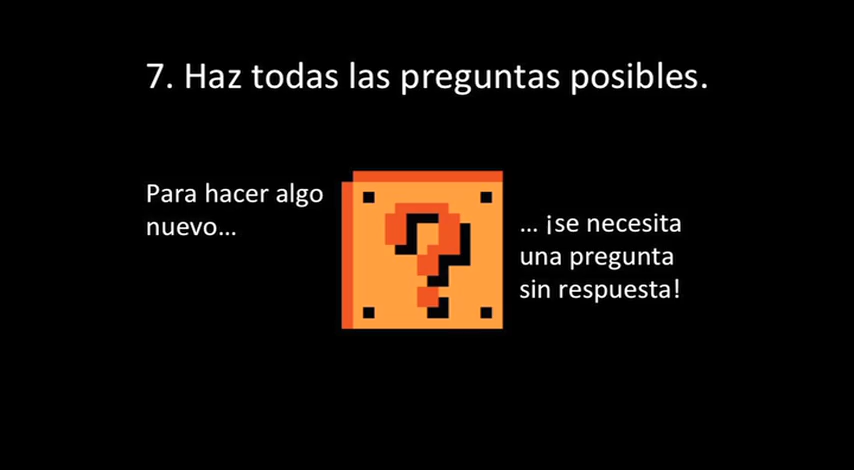 7. Haz todas las preguntas posibles.
Para hacer algo
nuevo...
... ¡se necesita
una pregunta
sin respuesta!
?